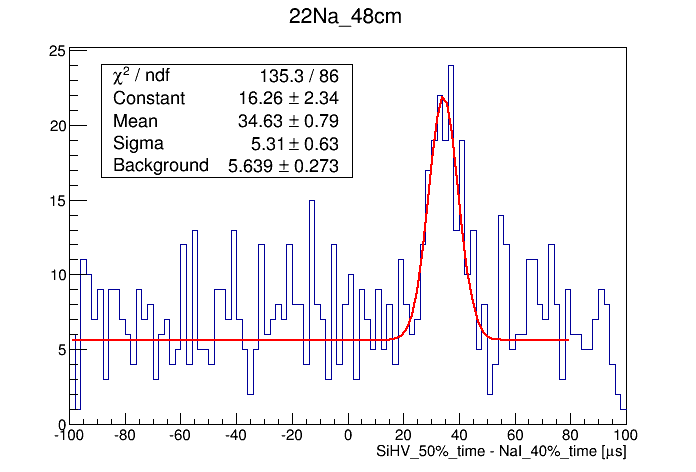 22Na_48cm
χ² / ndf 135.3 / 86
Constant 16.26 ± 2.34
Mean 34.63 ± 0.79
Sigma 5.31 ± 0.63
Background 5.639 ± 0.273
25
20
15
10
5
0
-100 -80 -60 -40 -20 0 20 40 60 80 100
SiHV_50%_time - NaI_40%_time [μs]